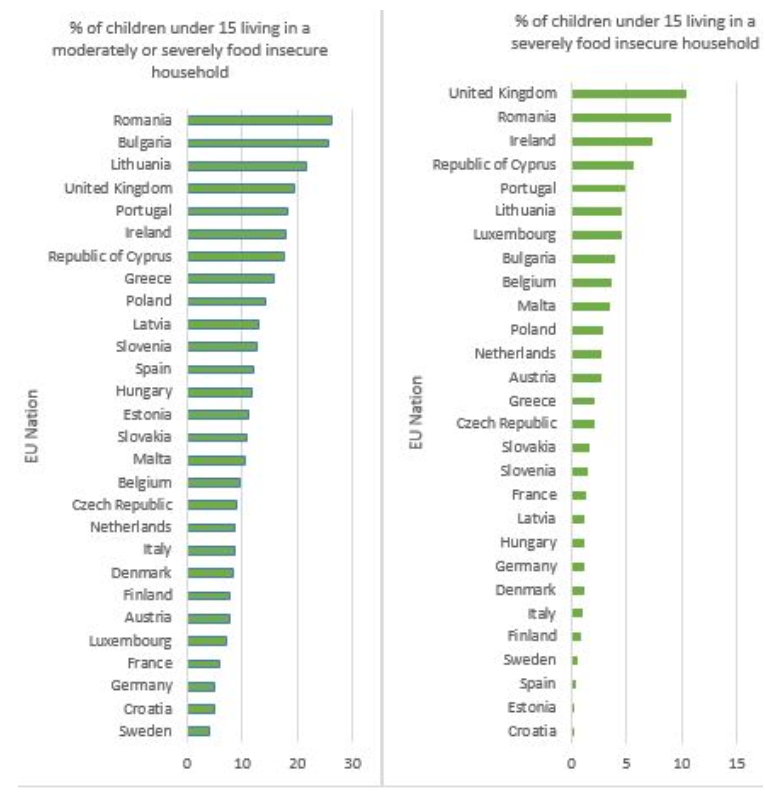 % of children under 15 living in a
moderately or severely food insecure
household
Romania
Bulgaria
Lithuania
United Kingdom
Portugal
Ireland
Republic of Cyprus
Greece
Poland
Latvia
Slovenia
Spain
Hungary
Estonia
Slovakia
Malta
Belgium
Czech Republic
Netherlands
Italy
Denmark
Finland
Austria
Luxembourg
France
Germany
Croatia
Sweden
EU Nation
0 10 20 30
% of children under 15 living in a
severely food insecure household
United Kingdom
Romania
Ireland
Republic of Cyprus
Portugal
Lithuania
Luxembourg
Bulgaria
Belgium
Malta
Poland
Netherlands
Austria
Greece
Czech Republic
Slovakia
Slovenia
France
Latvia
Hungary
Germany
Denmark
Italy
Finland
Sweden
Spain
Estonia
Croatia
EU Nation
0 5 10 15